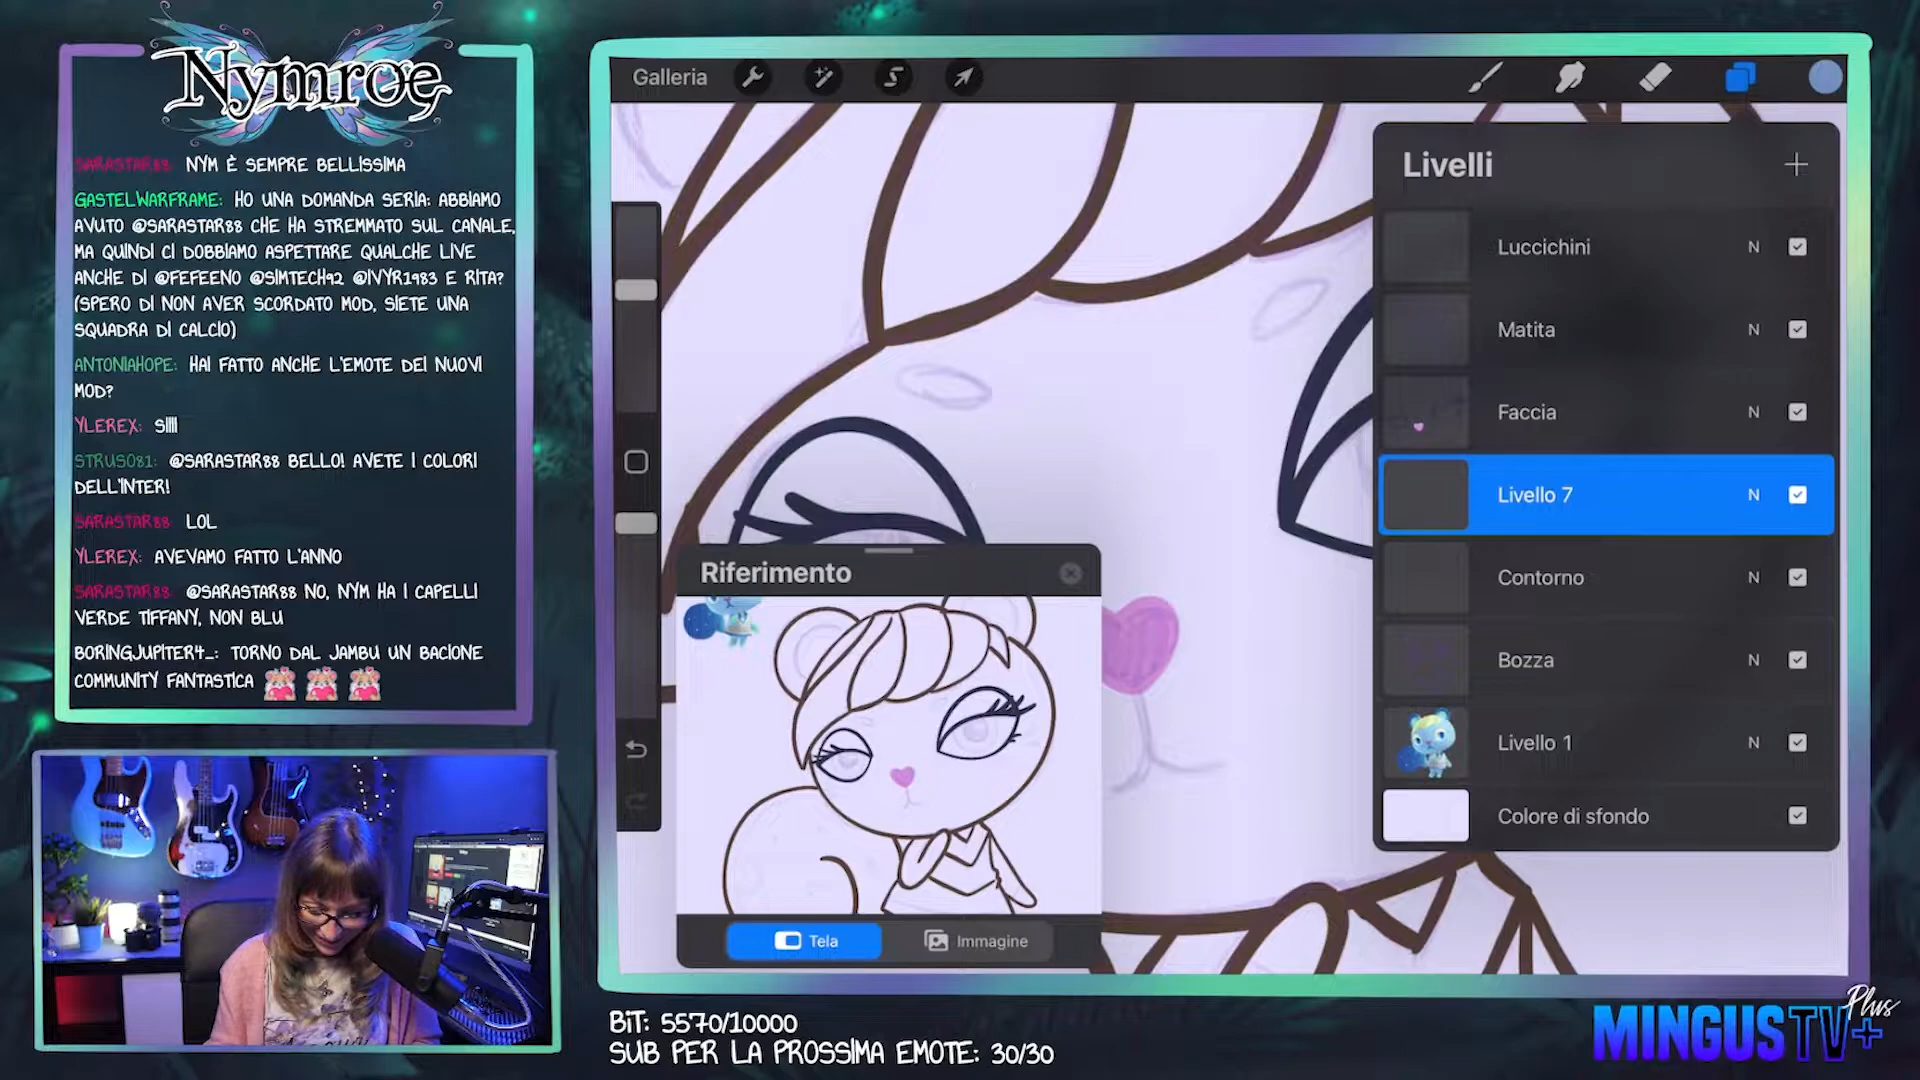 Nymroe
SARASTAR88: NYM È SEMPRE BELLISSIMA
GASTELWARFRAME: HO UNA DOMANDA SERIA: ABBIAMO
AVUTO @SARASTAR88 CHE HA STREMMATO SUL CANALE,
MA QUINDI CI DOBBIAMO ASPETTARE QUALCHE LIVE
ANCHE DI @FEFEENO @SIMTECH92 @IVYR1983 E RITA?
(SPERO DI NON AVER SCORDATO MOD, SIETE UNA
SQUADRA DI CALCIO)
ANTONIAHOPE: HAI FATTO ANCHE L'EMOTE DEI NUOVI
MOD?
YLEREX: SIIII
STRUSO81: @SARASTAR88 BELLO! AVETE I COLORI
DELL'INTER!
SARASTAR88: LOL
YLEREX: AVEVAMO FATTO L'ANNO
SARASTAR88: @SARASTAR88 NO, NYM HA I CAPELLI
VERDE TIFFANY, NON BLU
BORINGJUPITER4_: TORNO DAL JAMBU UN BACIONE
COMMUNITY FANTASTICA
Galleria
Livelli
Luccichini N
Matita N
Faccia N
Livello 7 N
Contorno N
Bozza N
Livello 1 N
Colore di sfondo
Riferimento
Tela
Immagine
BIT: 5570/10000
SUB PER LA PROSSIMA EMOTE: 30/30
MINGUSTV+
Plus